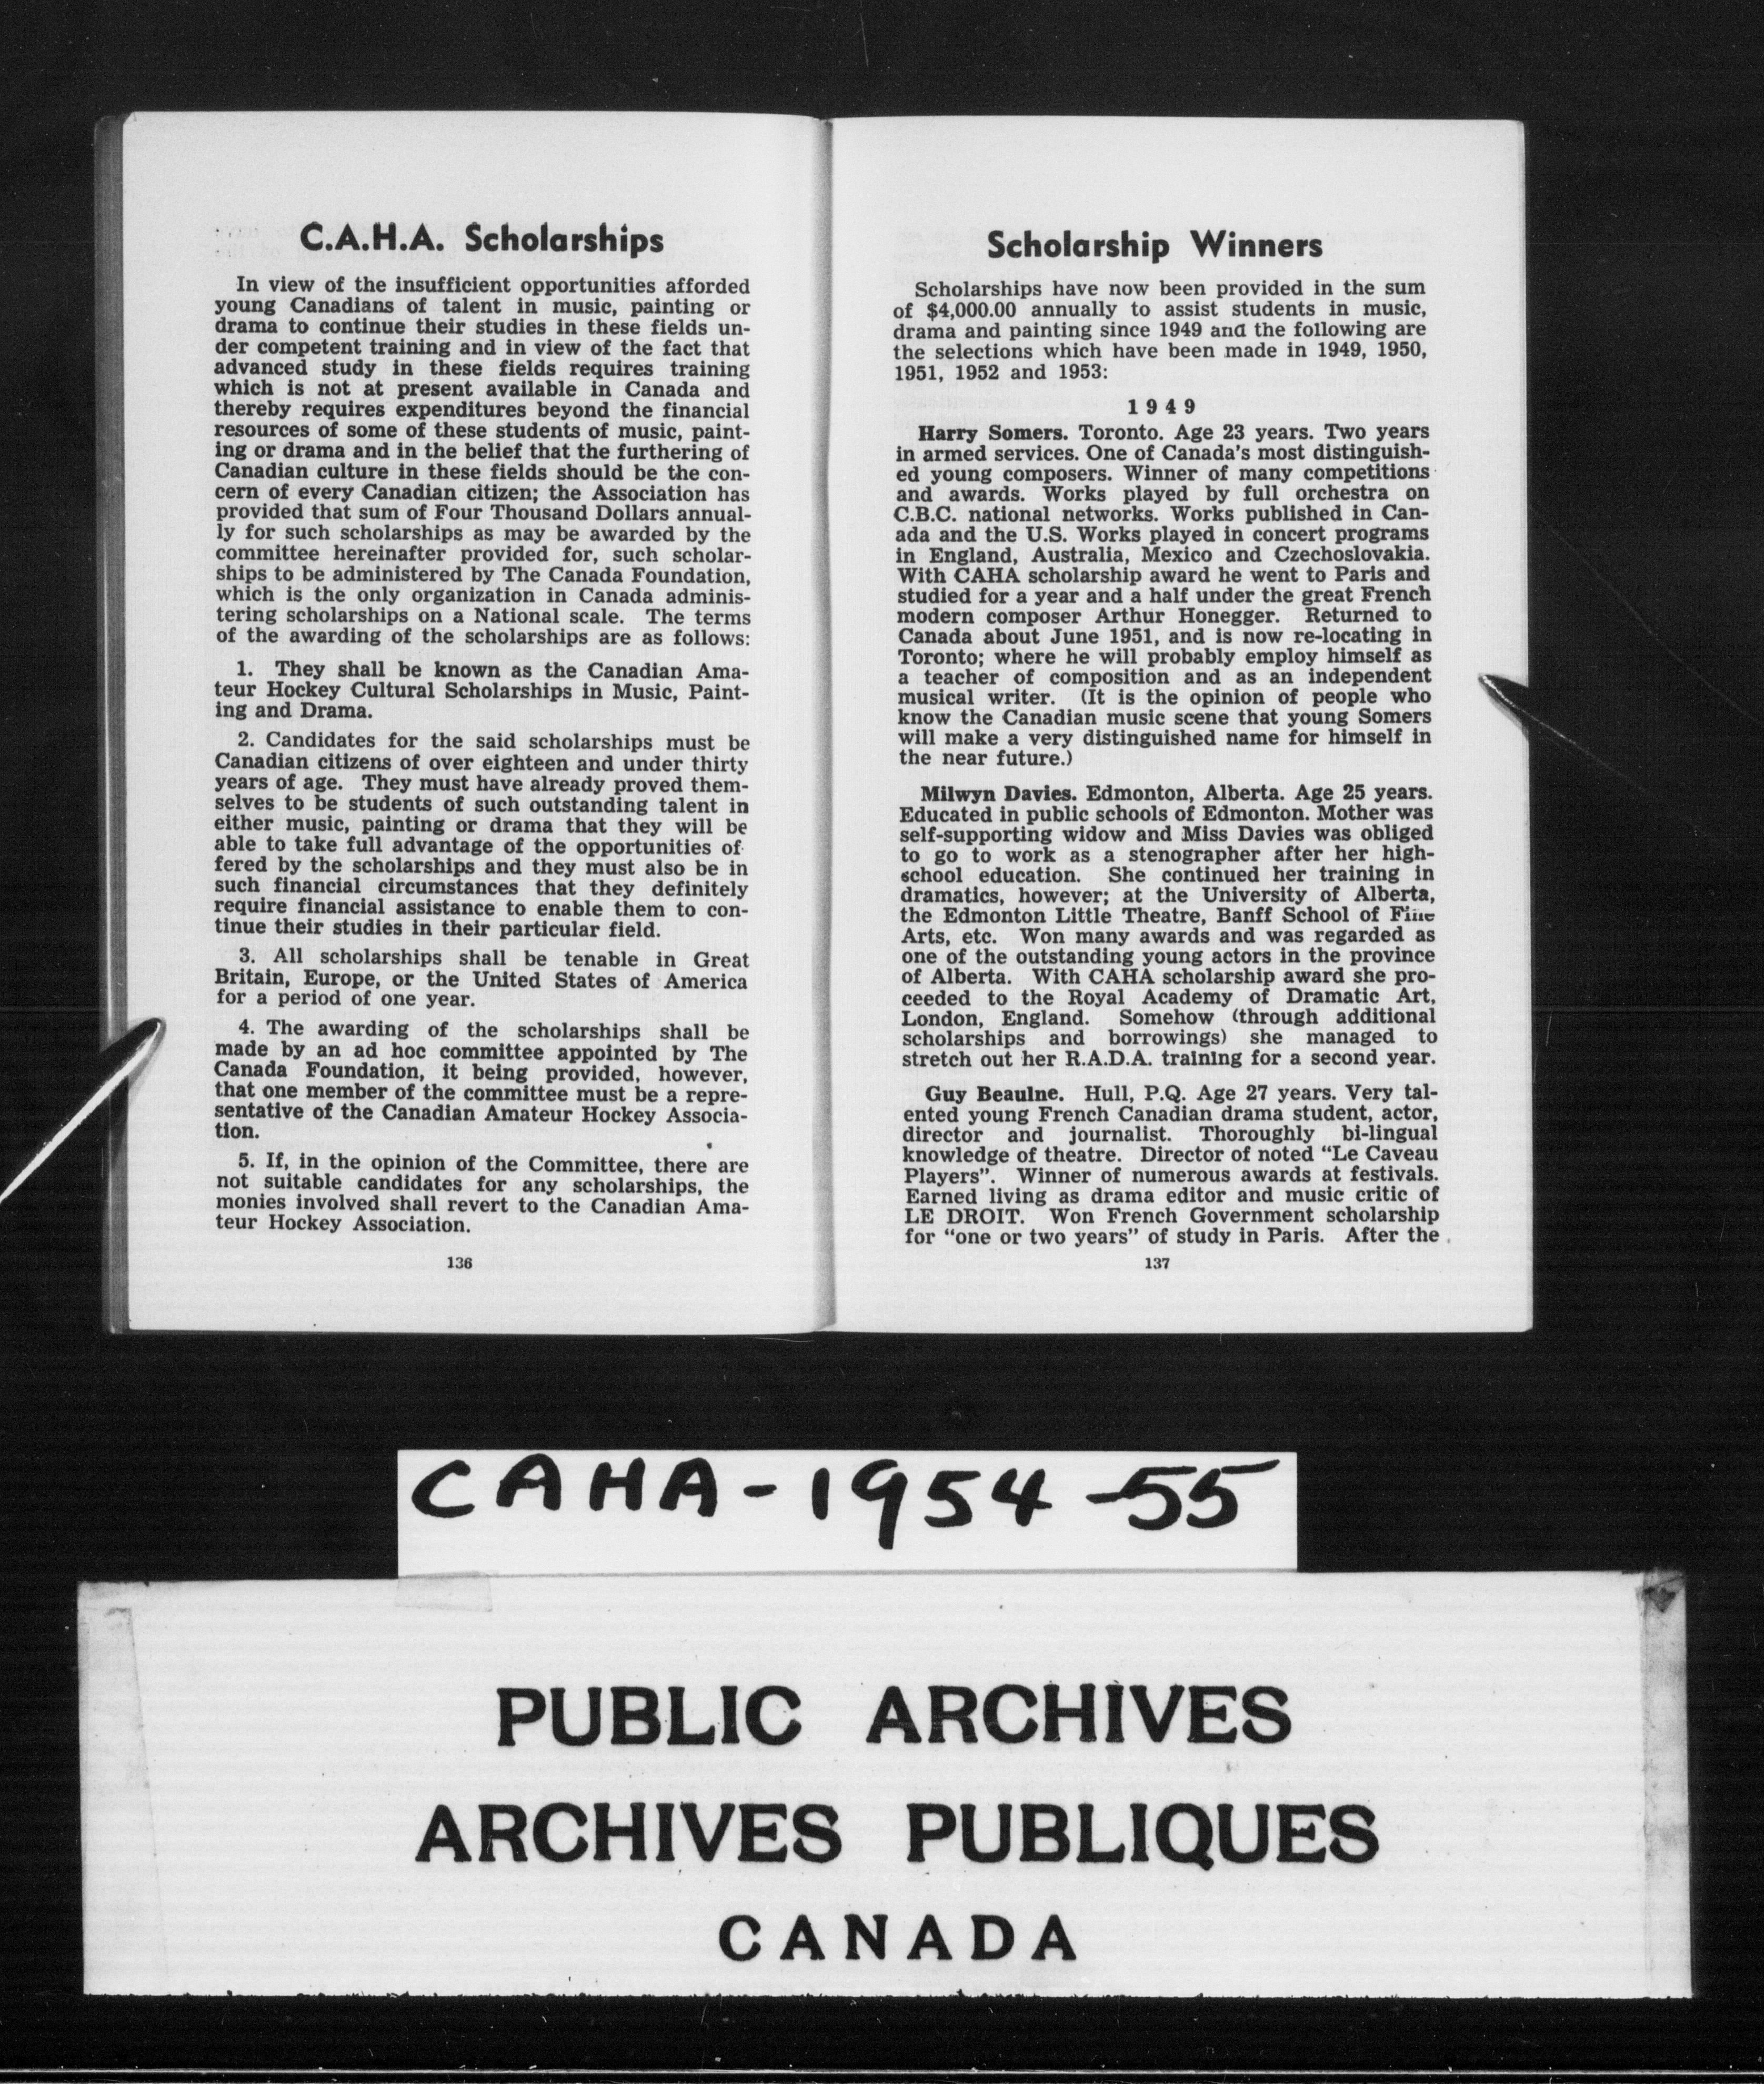 C.A.H.A. Scholarships
In view of the insufficient opportunities afforded
young Canadians of talent in music, painting or
drama to continue their studies in these fields un-
der competent training and in view of the fact that
advanced study in these fields requires training
which is not at present available in Canada and
thereby requires expenditures beyond the financial
resources of some of these students of music, paint-
ing or drama and in the belief that the furthering of
Canadian culture in these fields should be the con-
cern of every Canadian citizen; the Association has
provided that sum of Four Thousand Dollars annual-
ly for such scholarships as may be awarded by the
committee hereinafter provided for, such scholar-
ships to be administered by The Canada Foundation,
which is the only organization in Canada adminis-
tering scholarships on a National scale. The terms
of the awarding of the scholarships are as follows:
1. They shall be known as the Canadian Ama-
teur Hockey Cultural Scholarships in Music, Paint-
ing and Drama.
2. Candidates for the said scholarships must be
Canadian citizens of over eighteen and under thirty
years of age. They must have already proved them-
selves to be students of such outstanding talent in
either music, painting or drama that they will be
able to take full advantage of the opportunities of-
fered by the scholarships and they must also be in
such financial circumstances that they definitely
require financial assistance to enable them to con-
tinue their studies in their particular field.
3. All scholarships shall be tenable in Great
Britain, Europe, or the United States of America
for a period of one year.
4. The awarding of the scholarships shall be
made by an ad hoc committee appointed by The
Canada Foundation, it being provided, however,
that one member of the committee must be a repre-
sentative of the Canadian Amateur Hockey Associa-
tion.
5. If, in the opinion of the Committee, there are
not suitable candidates for any scholarships, the
monies involved shall revert to the Canadian Ama-
teur Hockey Association.
136
Scholarship Winners
Scholarships have now been provided in the sum
of $4,000.00 annually to assist students in music,
drama and painting since 1949 and the following are
the selections which have been made in 1949, 1950,
1951, 1952 and 1953:
1949
Harry Somers. Toronto. Age 23 years. Two years
in armed services. One of Canada's most distinguish-
ed young composers. Winner of many competitions
and awards. Works played by full orchestra on
C.B.C. national networks. Works published in Can-
ada and the U.S. Works played in concert programs
in England, Australia, Mexico and Czechoslovakia.
With CAHA scholarship award he went to Paris and
studied for a year and a half under the great French
modern composer Arthur Honegger. Returned to
Canada about June 1951, and is now re-locating in
Toronto; where he will probably employ himself as
a teacher of composition and as an independent
musical writer. (It is the opinion of people who
know the Canadian music scene that young Somers
will make a very distinguished name for himself in
the near future.)
Milwyn Davies. Edmonton, Alberta. Age 25 years.
Educated in public schools of Edmonton. Mother was
self-supporting widow and Miss Davies was obliged
to go to work as a stenographer after her high-
school education. She continued her training in
dramatics, however; at the University of Alberta,
the Edmonton Little Theatre, Banff School of Fine
Arts, etc. Won many awards and was regarded as
one of the outstanding young actors in the province
of Alberta. With CAHA scholarship award she pro-
ceeded to the Royal Academy of Dramatic Art,
London, England. Somehow (through additional
scholarships and borrowings) she managed to
stretch out her R.A.D.A. training for a second year.
Guy Beaulne. Hull, P.Q. Age 27 years. Very tal-
ented young French Canadian drama student, actor,
director and journalist. Thoroughly bi-lingual
knowledge of theatre. Director of noted "Le Caveau
Players". Winner of numerous awards at festivals.
Earned living as drama editor and music critic of
LE DROIT. Won French Government scholarship
for "one or two years" of study in Paris. After the
137
CAHA-1954-55
PUBLIC ARCHIVES
ARCHIVES PUBLIQUES
CANADA